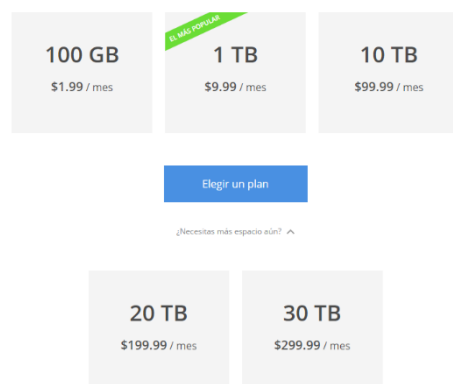 EL MÁS POPULAR
100 GB
$1.99 / mes
1 TB
$9.99 / mes
10 TB
$99.99 / mes
Elegir un plan
¿Necesitas más espacio aún?
20 TB
$199.99 / mes
30 TB
$299.99 / mes